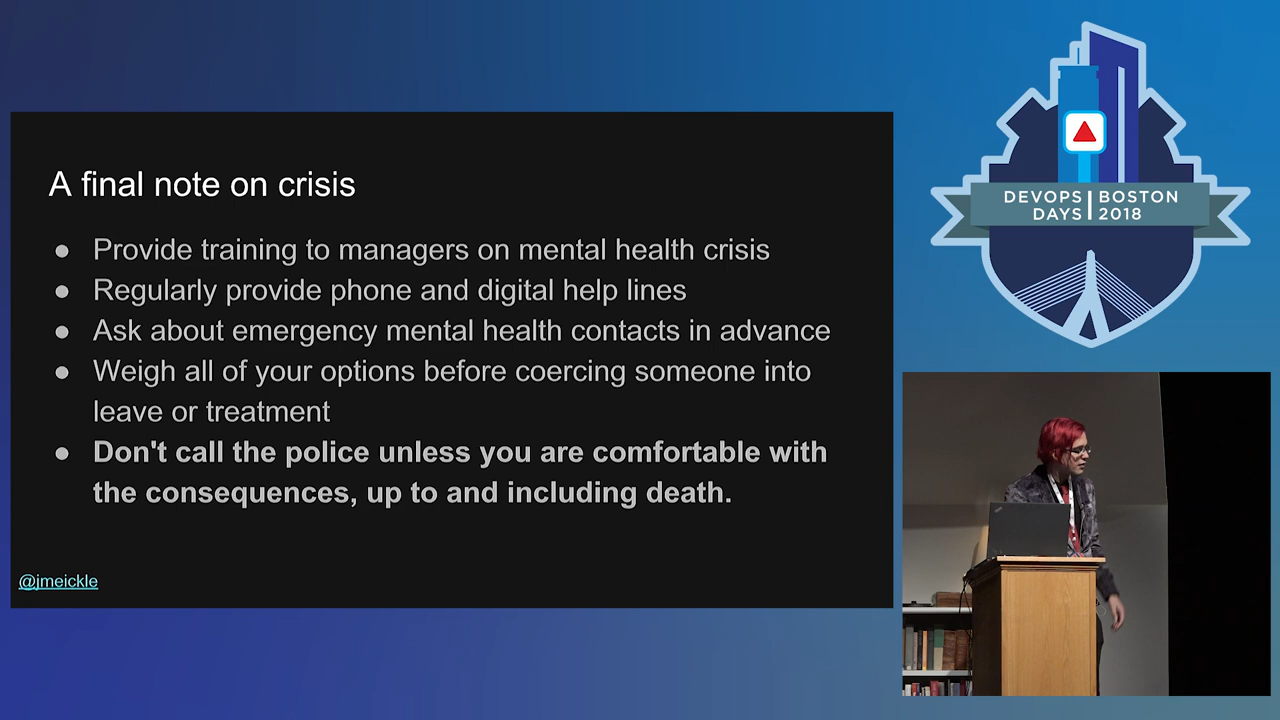 A final note on crisis
● Provide training to managers on mental health crisis
● Regularly provide phone and digital help lines
● Ask about emergency mental health contacts in advance
● Weigh all of your options before coercing someone into
leave or treatment
● Don't call the police unless you are comfortable with
the consequences, up to and including death.
@jmeickle
DEVOPS | BOSTON
DAYS | 2018